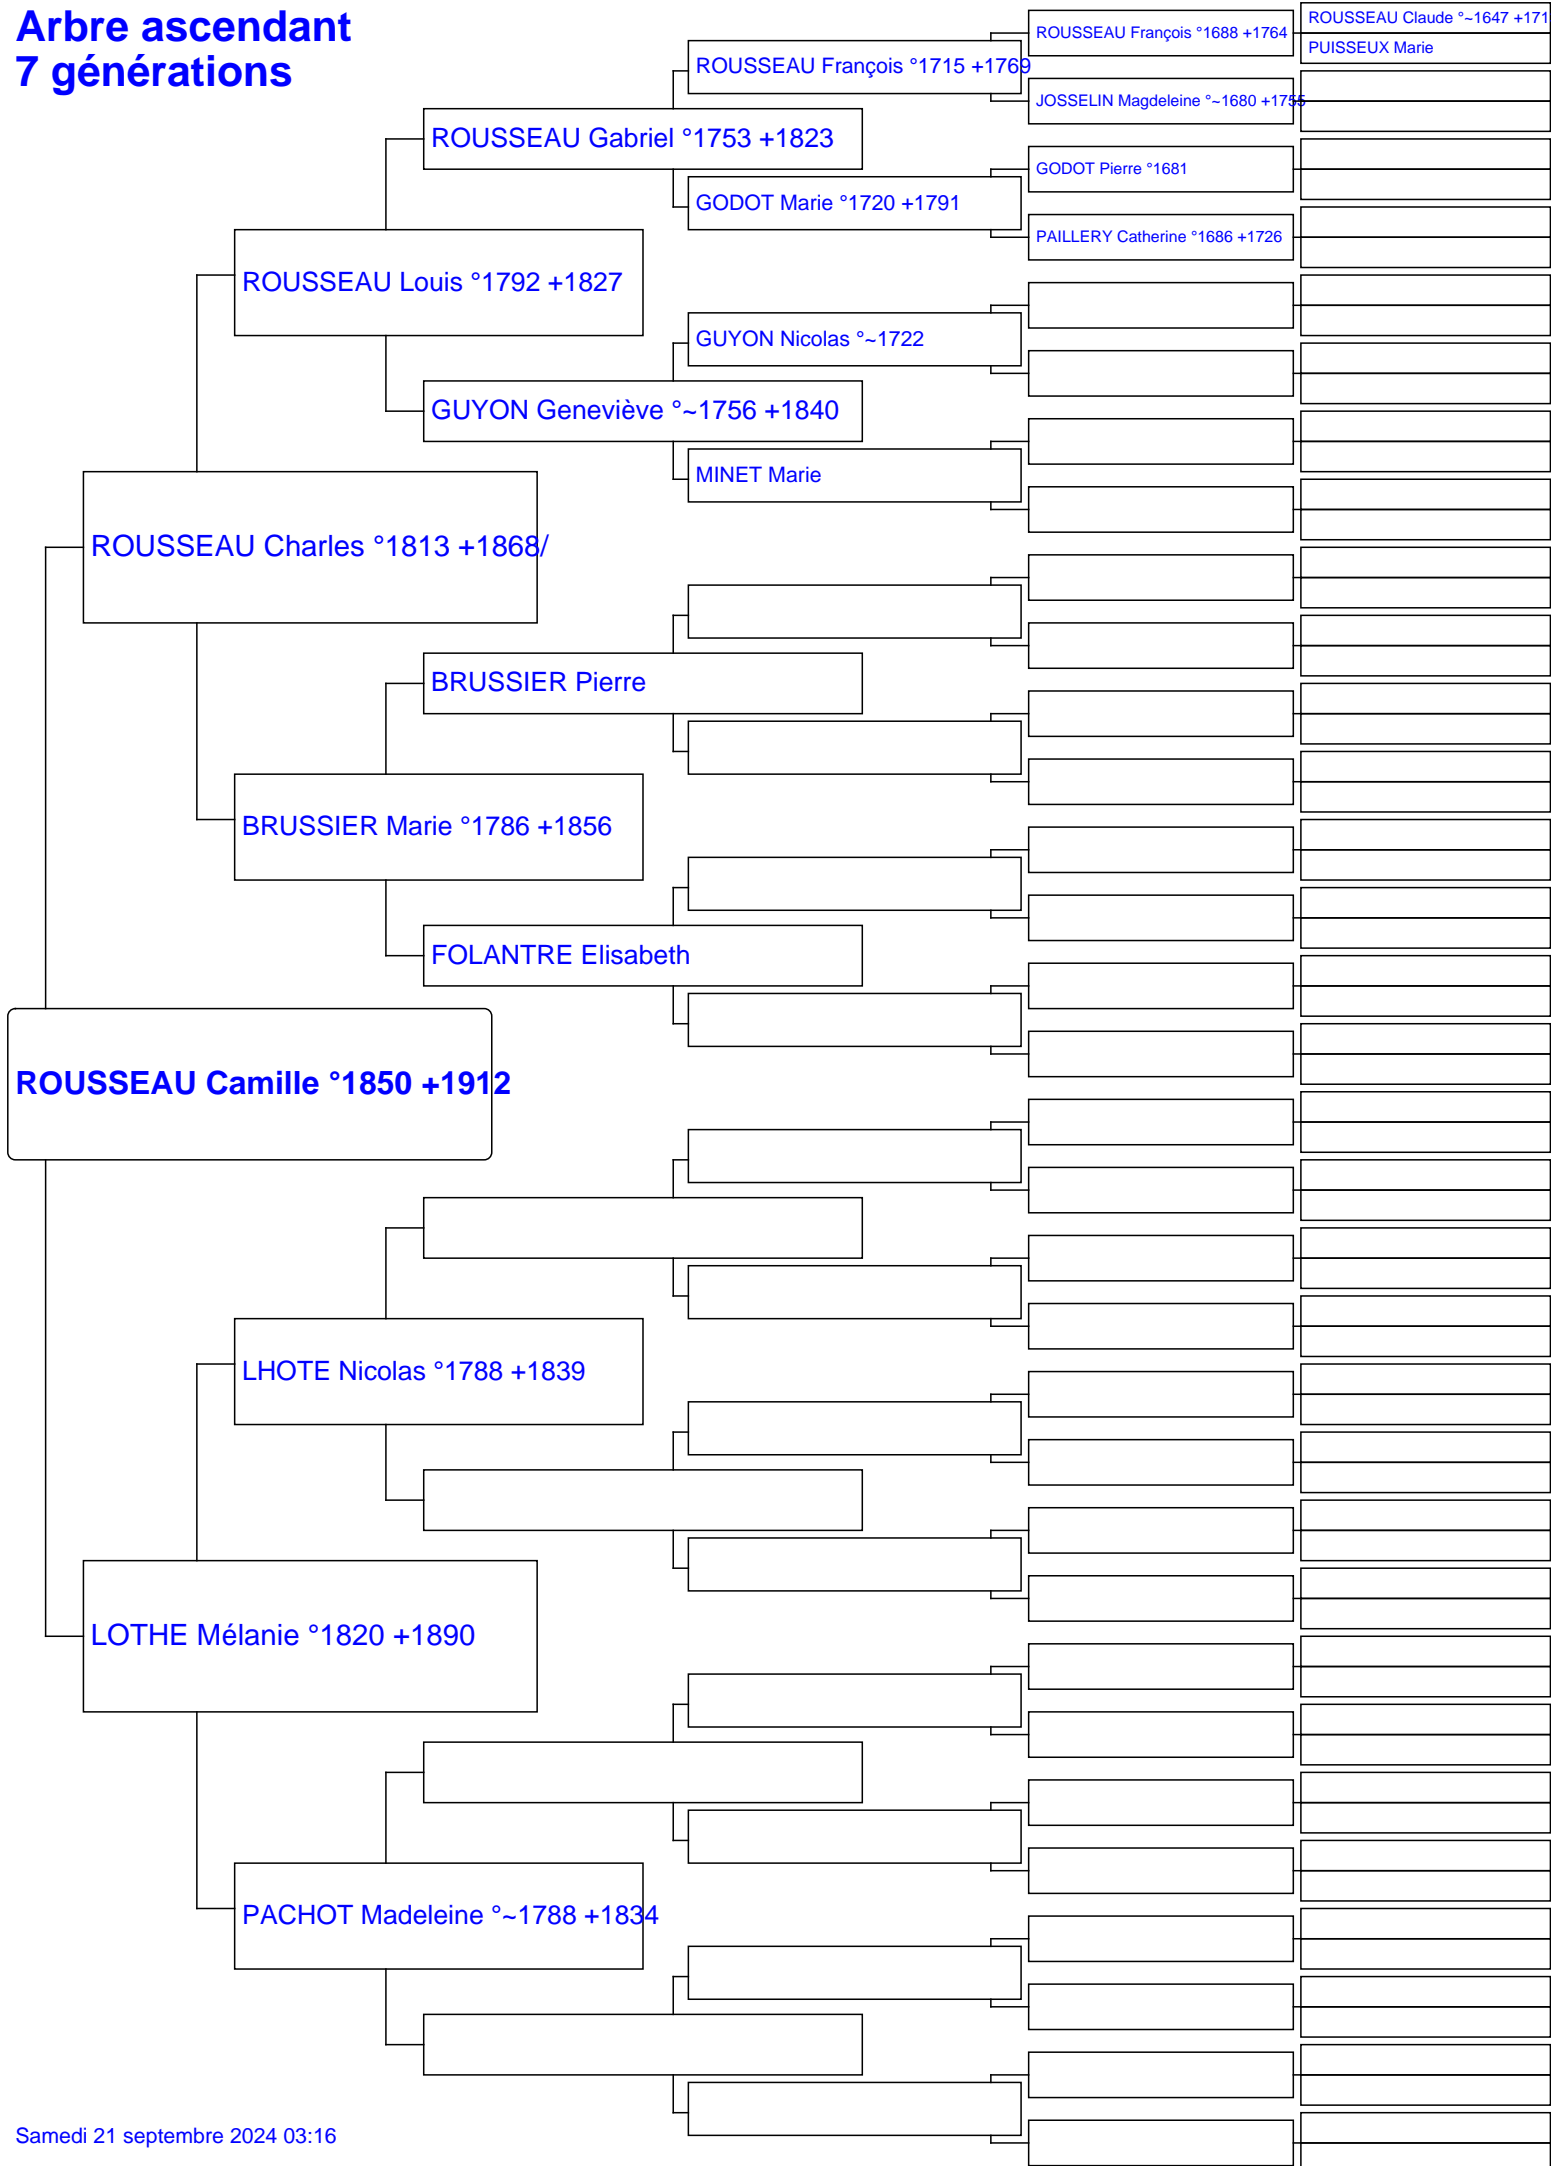 Arbre ascendant
7 générations
ROUSSEAU Claude °~1647 +171
ROUSSEAU François °1688 +1764
PUISSEUX Marie
ROUSSEAU François °1715 +1769
JOSSELIN Magdeleine °~1680 +1755
ROUSSEAU Gabriel °1753 +1823
GODOT Pierre °1681
GODOT Marie °1720 +1791
PAILLERY Catherine °1686 +1726
ROUSSEAU Louis °1792 +1827
GUYON Nicolas °~1722
GUYON Geneviève °~1756 +1840
MINET Marie
ROUSSEAU Charles °1813 +1868/
BRUSSIER Pierre
BRUSSIER Marie °1786 +1856
FOLANTRE Elisabeth
ROUSSEAU Camille °1850 +1912
LHOTE Nicolas °1788 +1839
LOTHE Mélanie °1820 +1890
PACHOT Madeleine °~1788 +1834
Samedi 21 septembre 2024 03:16